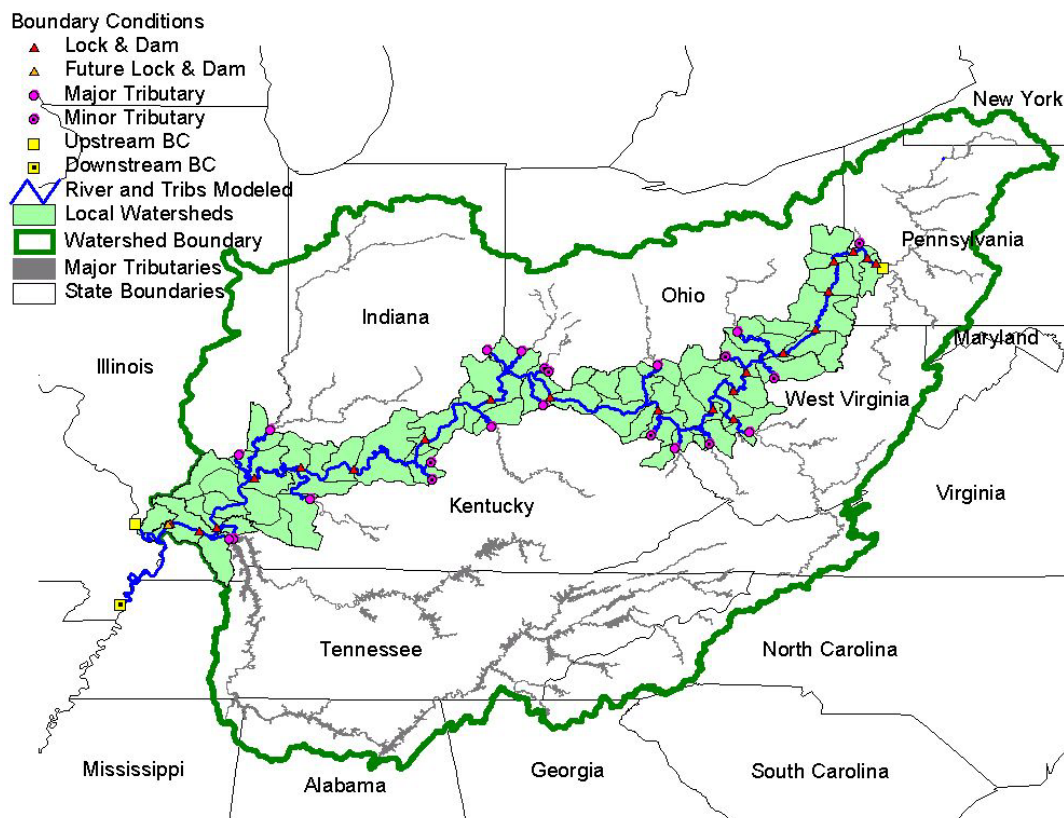 Boundary Conditions
Lock & Dam
Future Lock & Dam
Major Tributary
Minor Tributary
Upstream BC
Downstream BC
River and Tribs Modeled
Local Watersheds
Watershed Boundary
Major Tributaries
State Boundaries
New York
Pennsylvania
Ohio
Indiana
Maryland
Illinois
West Virginia
Virginia
Kentucky
Tennessee
North Carolina
Mississippi
Alabama
Georgia
South Carolina